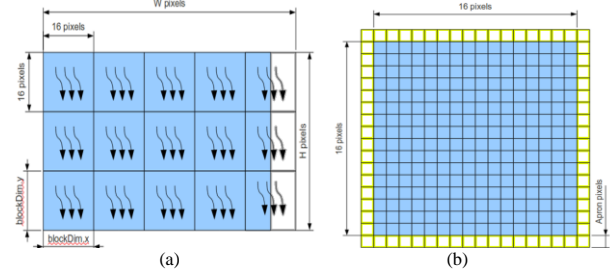 W pixels
16 pixels
16 pixels
H pixels
blockDim.y
blockDim.x
(a)
16 pixels
16 pixels
Apron pixels
(b)